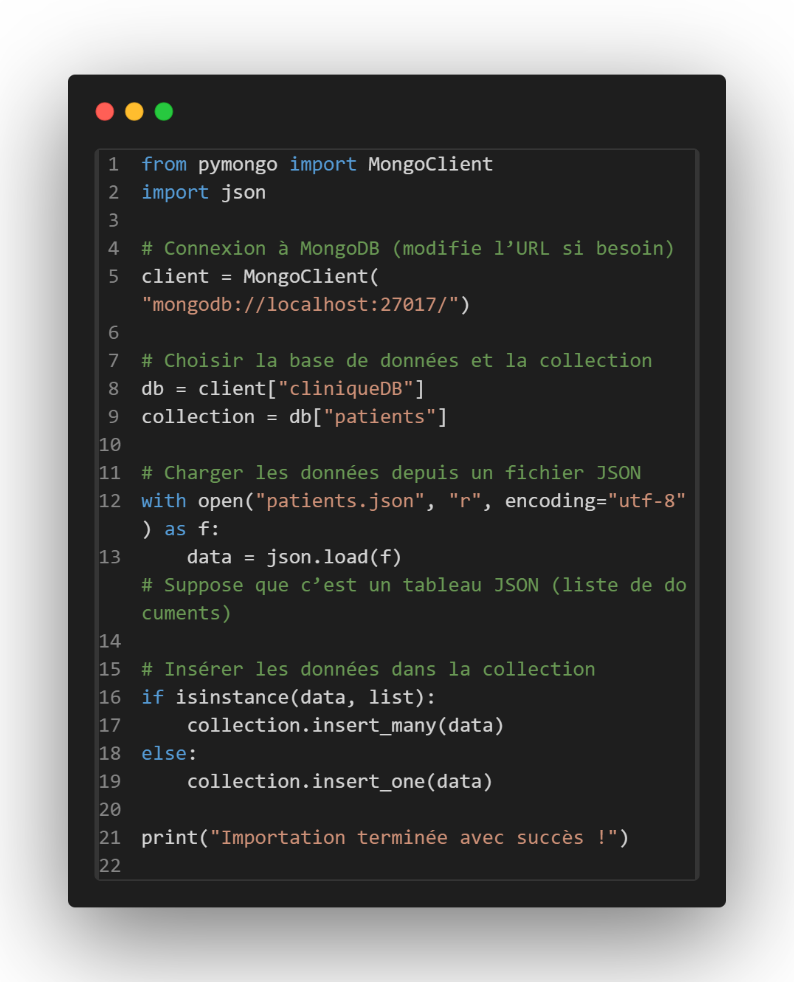 1 from pymongo import MongoClient
2 import json
3
4 # Connexion à MongoDB (modifie l’URL si besoin)
5 client = MongoClient(
"mongodb://localhost:27017/")
6
7 # Choisir la base de données et la collection
8 db = client["cliniqueDB"]
9 collection = db["patients"]
10
11 # Charger les données depuis un fichier JSON
12 with open("patients.json", "r", encoding="utf-8"
) as f:
13     data = json.load(f)
# Suppose que c’est un tableau JSON (liste de do
cuments)
14
15 # Insérer les données dans la collection
16 if isinstance(data, list):
17     collection.insert_many(data)
18 else:
19     collection.insert_one(data)
20
21 print("Importation terminée avec succès !")
22